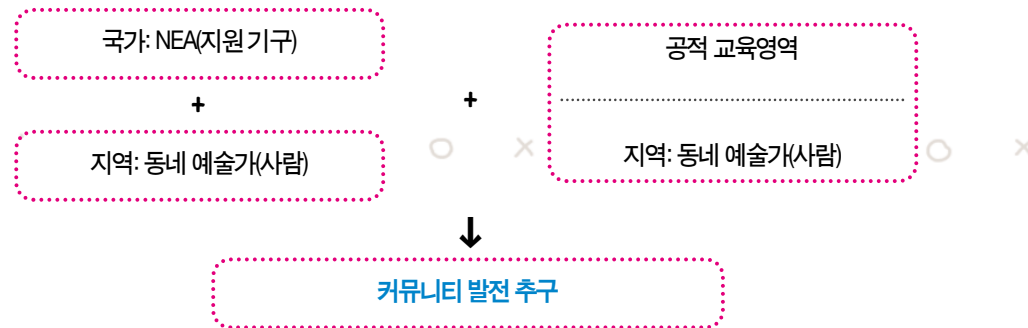 국가: NEA(지원 기구)
+
지역: 동네 예술가(사람)
+
공적 교육영역
지역: 동네 예술가(사람)
커뮤니티 발전 추구